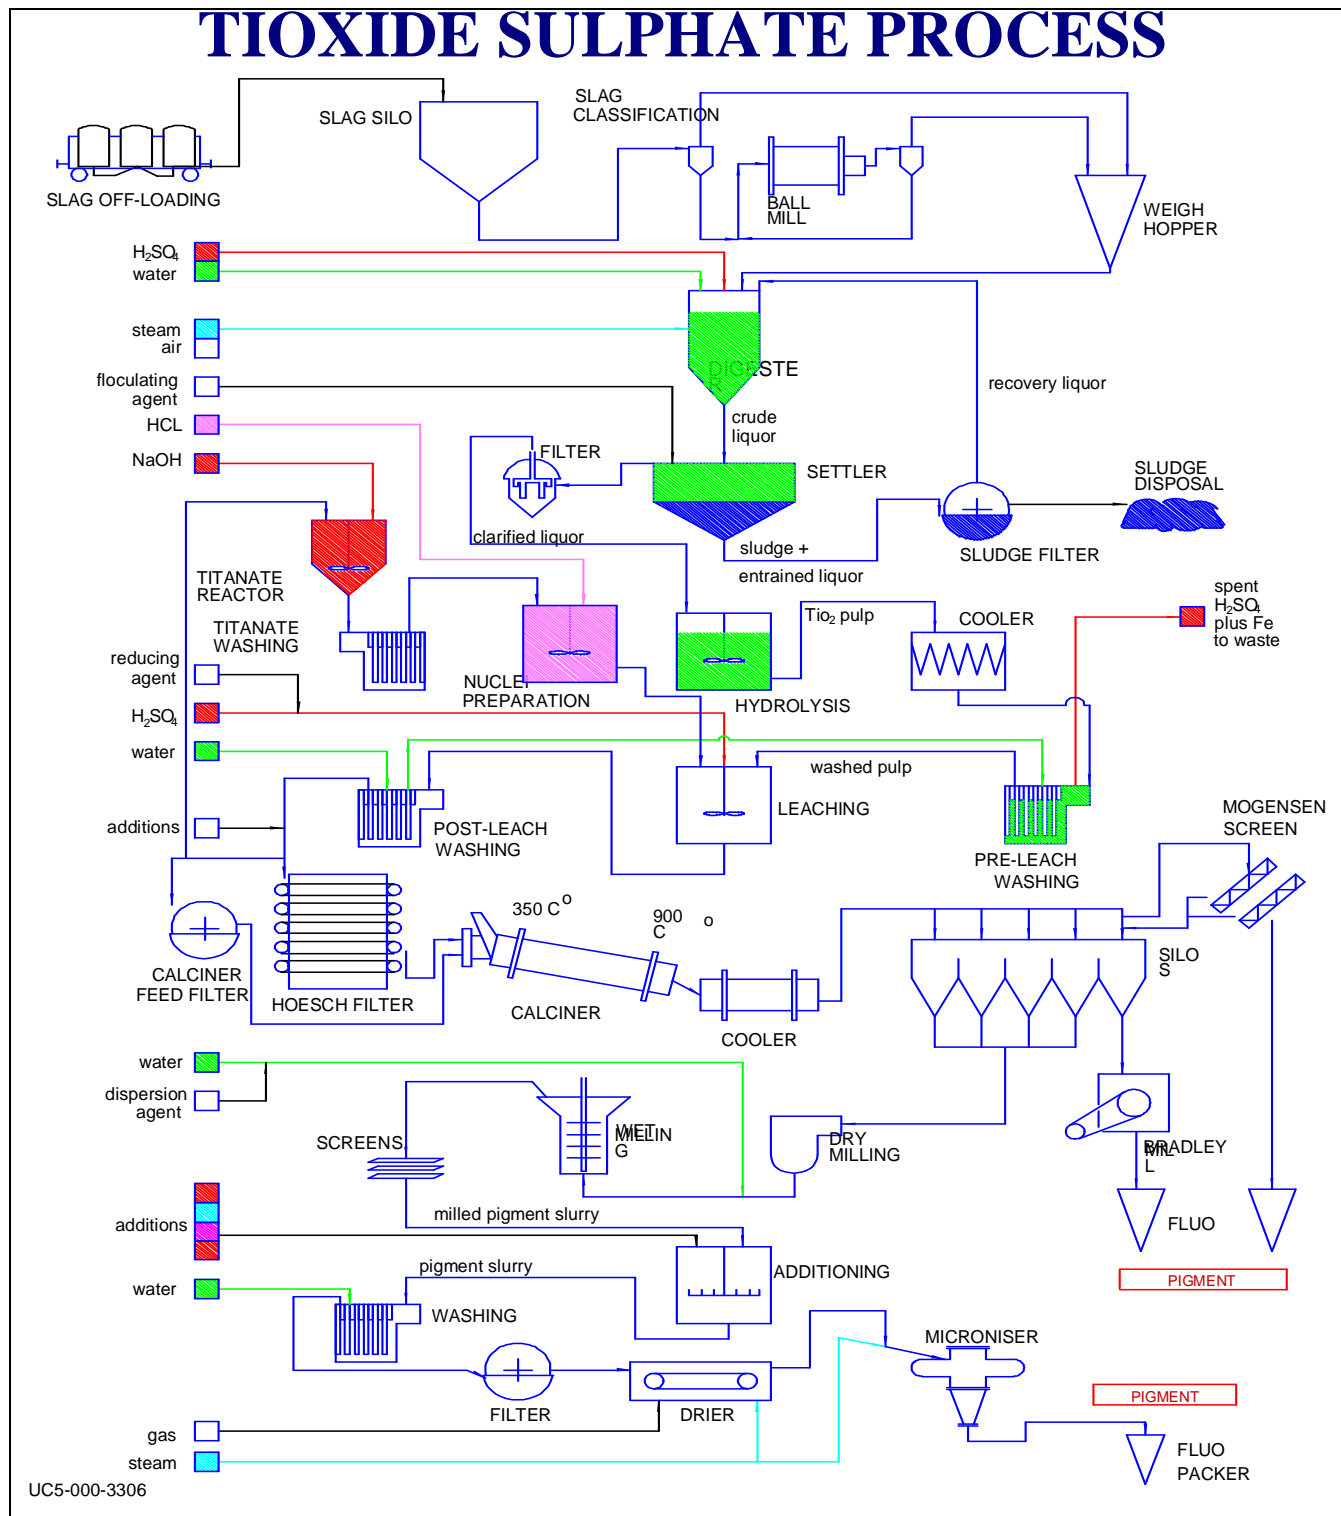 TIOXIDE SULPHATE PROCESS
SLAG SILO
SLAG
CLASSIFICATION
SLAG OFF-LOADING
BALL
MILL
WEIGH
HOPPER
H2SO4
water
steam
air
DIGESTE
R
recovery liquor
floculating
agent
crude
liquor
HCL
NaOH
FILTER
SETTLER
SLUDGE
DISPOSAL
clarified liquor
sludge +
entrained liquor
SLUDGE FILTER
TITANATE
REACTOR
TITANATE
WASHING
Tio2 pulp
COOLER
spent
H2SO4
plus Fe
to waste
reducing
agent
NUCLEI
PREPARATION
HYDROLYSIS
H2SO4
water
washed pulp
LEACHING
MOGENSEN
SCREEN
additions
POST-LEACH
WASHING
PRE-LEACH
WASHING
350 C o
900 o
C
CALCINER
FEED FILTER
HOESCH FILTER
CALCINER
COOLER
SILO
S
water
dispersion
agent
SCREENS
WET
MILLIN
G
DRY
MILLING
BRADLEY
MIL
L
milled pigment slurry
additions
FLUO
pigment slurry
ADDITIONING
PIGMENT
water
WASHING
MICRONISER
FILTER
DRIER
PIGMENT
gas
steam
FLUO
PACKER
UC5-000-3306